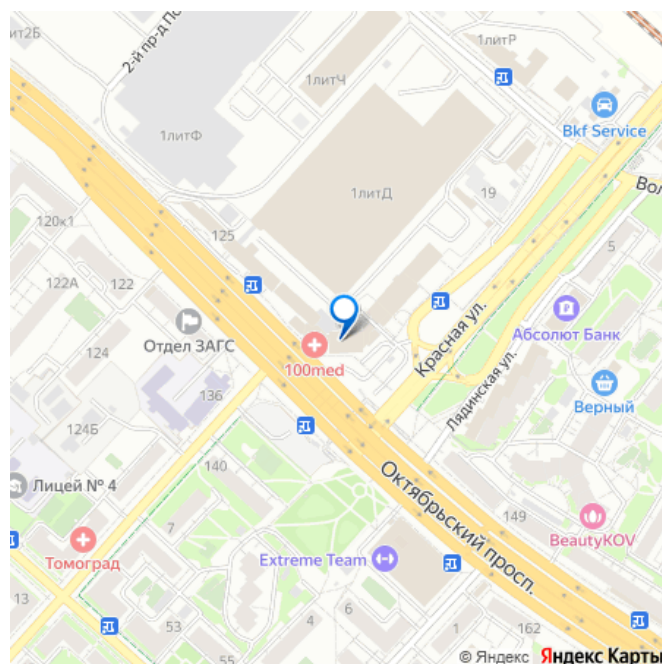 ит2Б
2-й пр-д По
1литР
1литЧ
Bkf Service
1литФ
1литД
19
Вол
120к1
125
5
122А
122
Красная ул.
Абсолют Банк
Отдел ЗАГС
124
100med
Лядинская ул.
136
Верный
124Б
Лицей № 4
140
Октябрьский просп.
7
149
BeautyKOV
Томоград
Extreme Team
13
4
6
53
1
162
55
© Яндекс Яндекс Карты